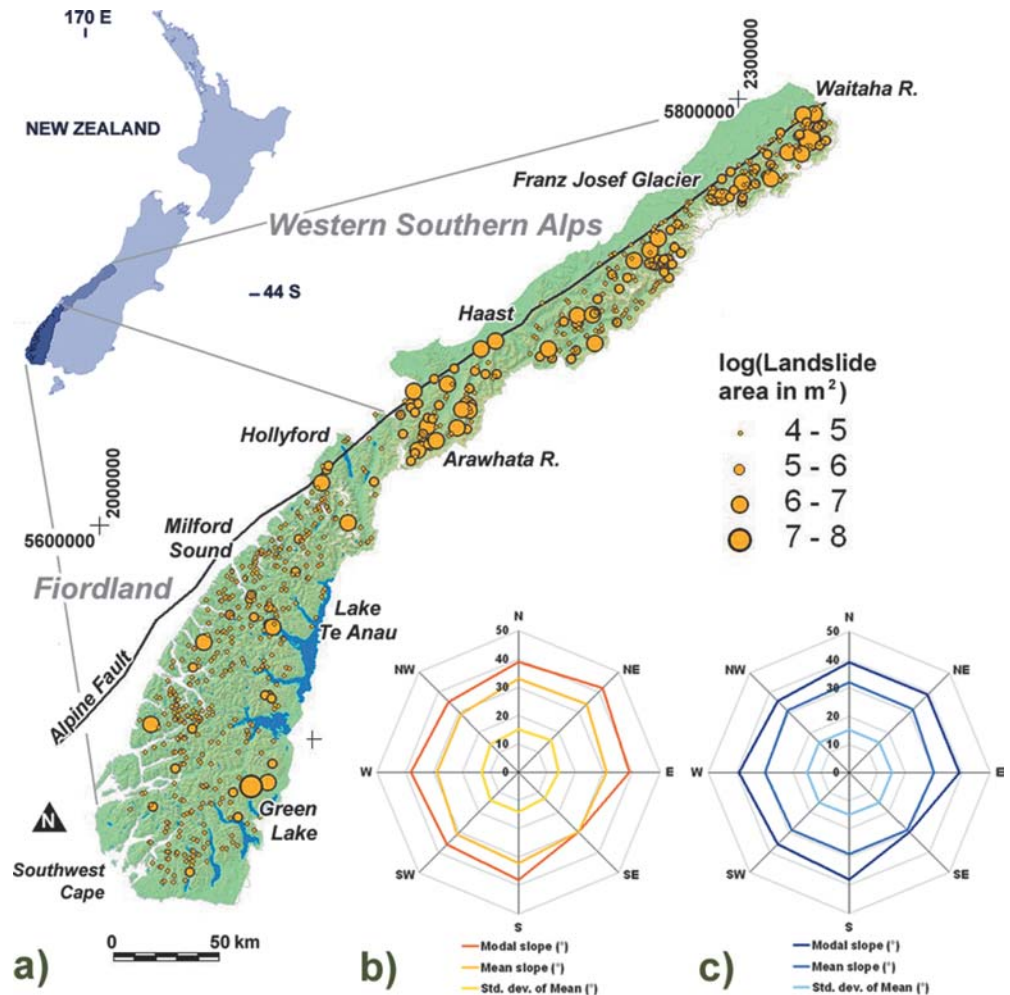 170 E
NEW ZEALAND
44 S
2300000
5800000
Waitaha R.
Franz Josef Glacier
Western Southern Alps
Haast
Hollyford
Arawhata R.
2000000
5600000
Milford
Sound
Fiordland
Lake
Te Anau
Alpine Fault
Green
Lake
N
Southwest
Cape
0 50 km
log(Landslide
area in m²)
4 - 5
5 - 6
6 - 7
7 - 8
a)
N
50
40
30
20
10
0
NE
E
SE
S
SW
W
NW
Modal slope (°)
Mean slope (°)
Std. dev. of Mean (°)
b)
N
50
40
30
20
10
0
NE
E
SE
S
SW
W
NW
Modal slope (°)
Mean slope (°)
Std. dev. of Mean (°)
c)